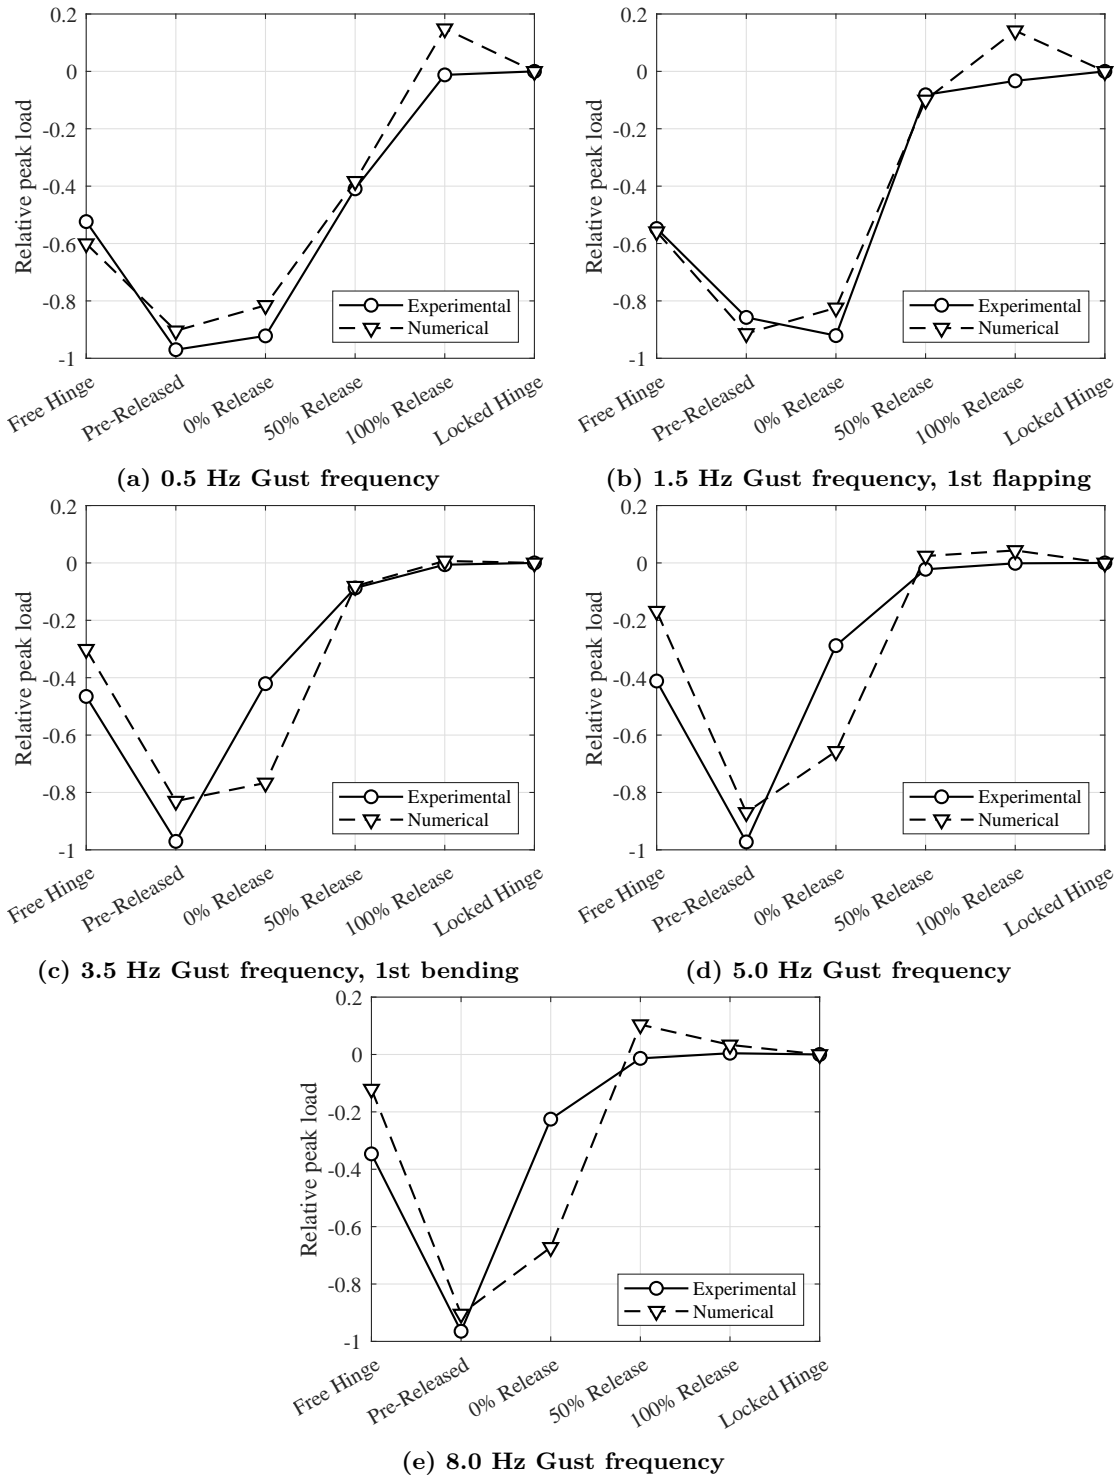 0.2
0
-0.2
-0.4
-0.6
-0.8
-1
Relative peak load
Experimental
Numerical
Free Hinge
Pre-Released
0% Release
50% Release
100% Release
Locked Hinge
(a) 0.5 Hz Gust frequency
0.2
0
-0.2
-0.4
-0.6
-0.8
-1
Relative peak load
Experimental
Numerical
Free Hinge
Pre-Released
0% Release
50% Release
100% Release
Locked Hinge
(b) 1.5 Hz Gust frequency, 1st flapping
0.2
0
-0.2
-0.4
-0.6
-0.8
-1
Relative peak load
Experimental
Numerical
Free Hinge
Pre-Released
0% Release
50% Release
100% Release
Locked Hinge
(c) 3.5 Hz Gust frequency, 1st bending
0.2
0
-0.2
-0.4
-0.6
-0.8
-1
Relative peak load
Experimental
Numerical
Free Hinge
Pre-Released
0% Release
50% Release
100% Release
Locked Hinge
(d) 5.0 Hz Gust frequency
0.2
0
-0.2
-0.4
-0.6
-0.8
-1
Relative peak load
Experimental
Numerical
Free Hinge
Pre-Released
0% Release
50% Release
100% Release
Locked Hinge
(e) 8.0 Hz Gust frequency